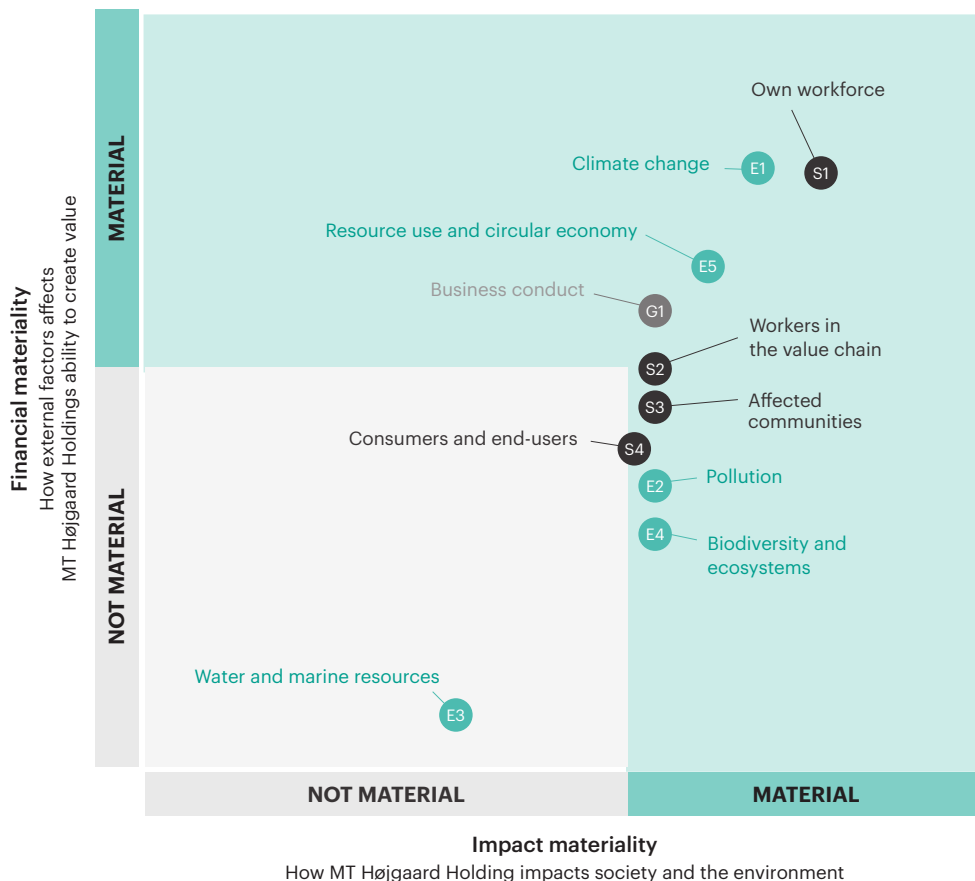 Own workforce
Climate change
E1
S1
Resource use and circular economy
E5
Business conduct
G1
Workers in
the value chain
S2
Affected
communities
S3
Consumers and end-users
S4
Pollution
E2
Biodiversity and
ecosystems
E4
Water and marine resources
E3
MATERIAL
NOT MATERIAL
Financial materiality
How external factors affects
MT Højgaard Holdings ability to create value
NOT MATERIAL
MATERIAL
Impact materiality
How MT Højgaard Holding impacts society and the environment